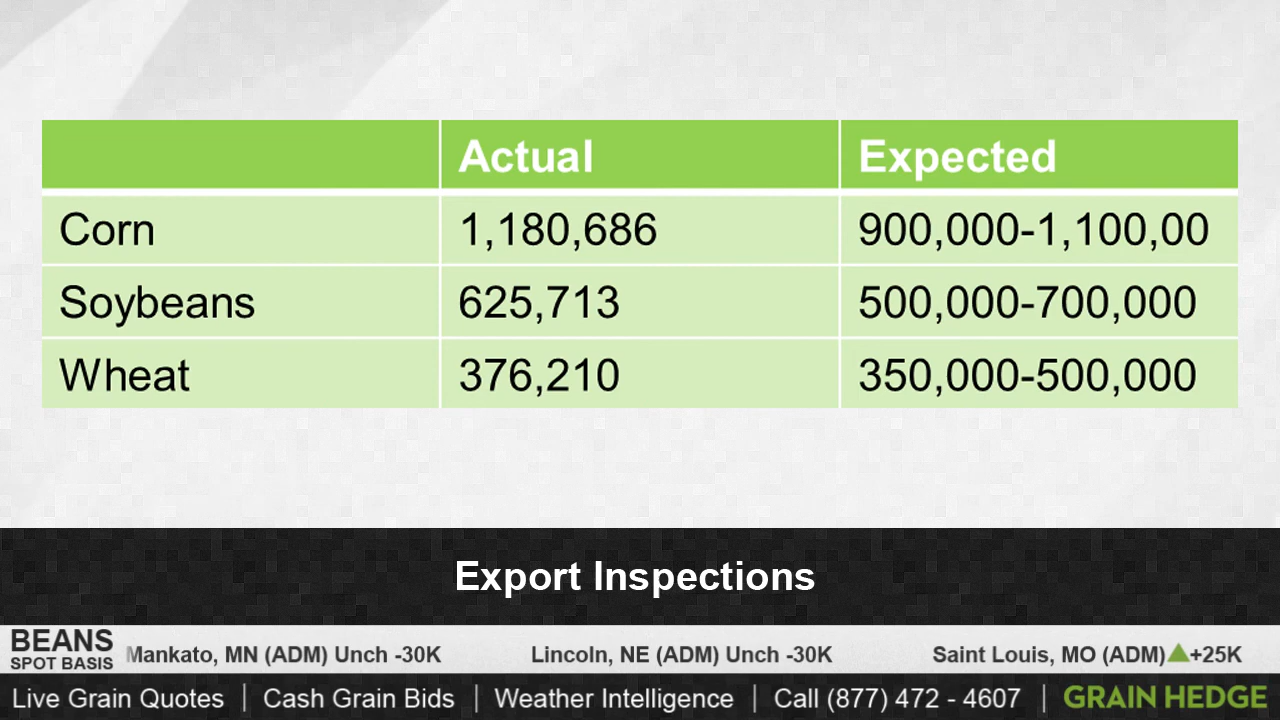 Actual Expected
Corn 1,180,686 900,000-1,100,00
Soybeans 625,713 500,000-700,000
Wheat 376,210 350,000-500,000
Export Inspections
BEANS
SPOT BASIS Mankato, MN (ADM) Unch -30K Lincoln, NE (ADM) Unch -30K Saint Louis, MO (ADM)▲+25K
Live Grain Quotes | Cash Grain Bids | Weather Intelligence | Call (877) 472 - 4607 | GRAIN HEDGE